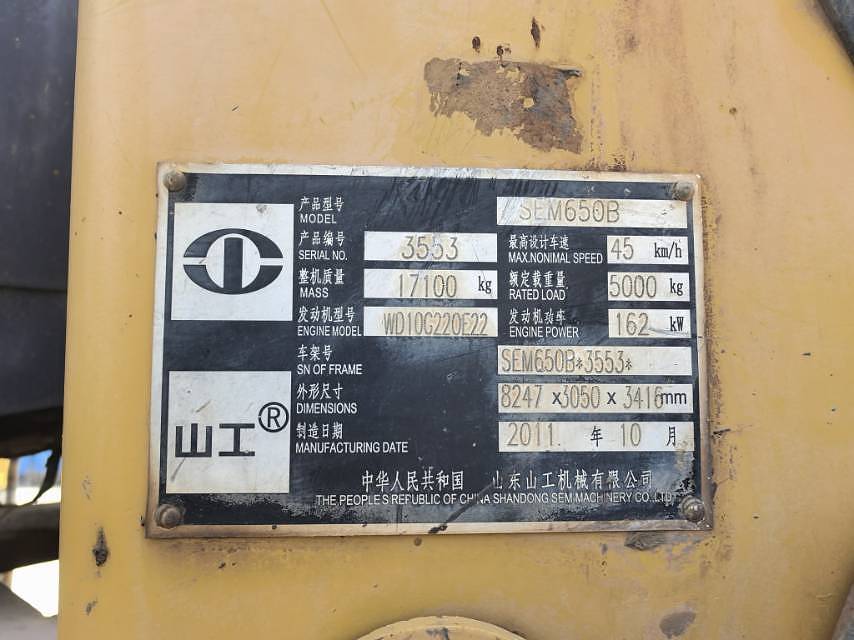 产品型号 SEM650B
MODEL
产品编号 3553 最高设计车速 45 km/h
SERIAL NO. MAX.NONIMAL SPEED
整机质量 17100 kg 额定载重量 5000 kg
MASS RATED LOAD
发动机型号 WD10G220E22 发动机功率 162 kW
ENGINE MODEL ENGINE POWER
车架号 SEM650B*3553*
SN OF FRAME
外形尺寸 8247 x3050 x 3416mm
DIMENSIONS
山工®
制造日期 2011. 年 10 月
MANUFACTURING DATE
中华人民共和国 山东山工机械有限公司
THE PEOPLE'S REPUBLIC OF CHINA SHANDONG SEM MACHINERY CO.,LTD